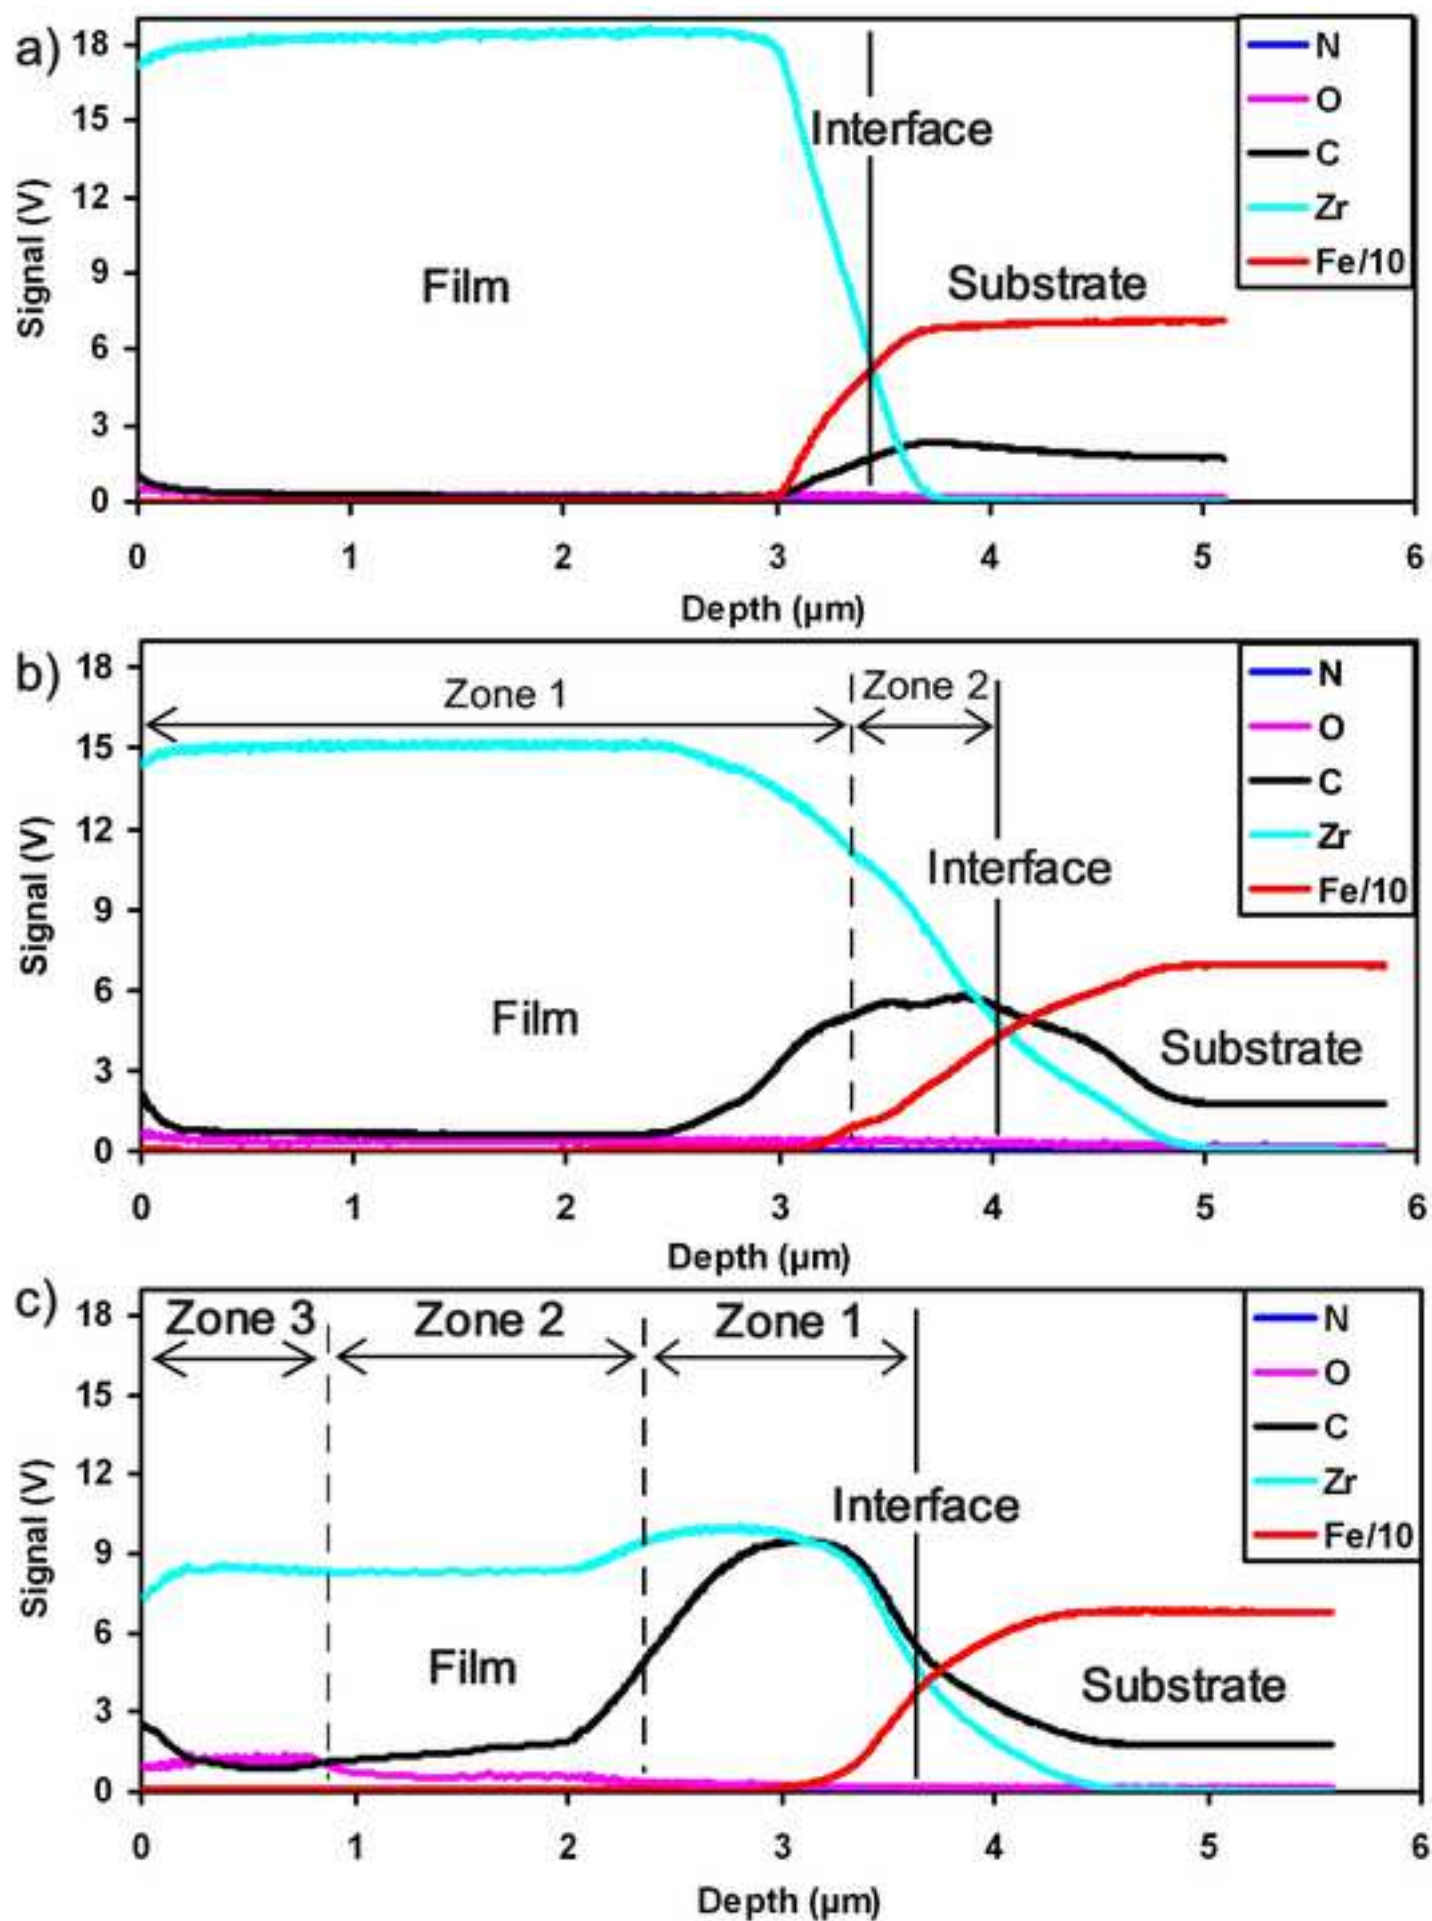 a)
18
15
12
9
6
3
0
Signal (V)
Film
Interface
Substrate
N
O
C
Zr
Fe/10
0 1 2 3 4 5 6
Depth (µm)
b)
18
15
12
9
6
3
0
Signal (V)
Zone 1
Zone 2
Film
Interface
Substrate
N
O
C
Zr
Fe/10
0 1 2 3 4 5 6
Depth (µm)
c)
18
15
12
9
6
3
0
Signal (V)
Zone 3
Zone 2
Zone 1
Film
Interface
Substrate
N
O
C
Zr
Fe/10
0 1 2 3 4 5 6
Depth (µm)